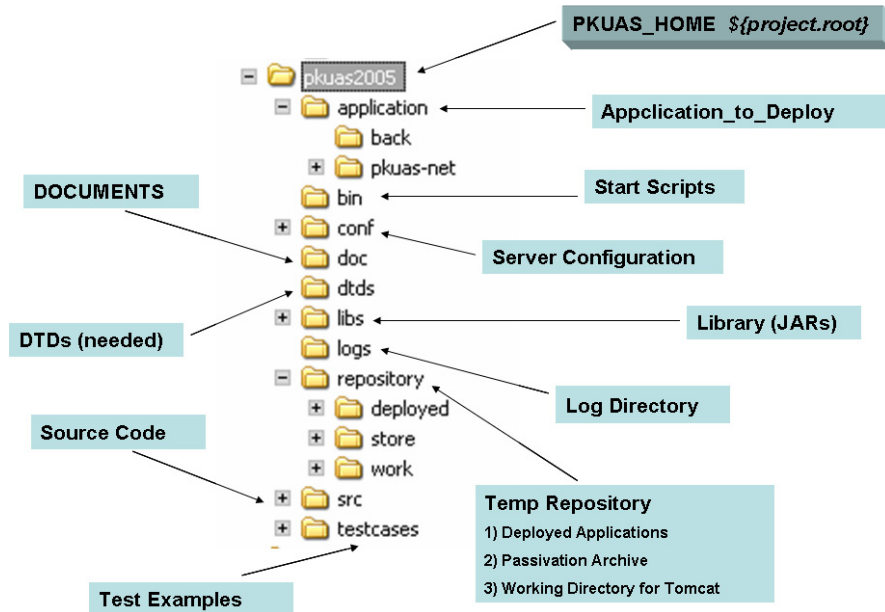 PKUAS_HOME ${project.root}
pkuas2005
application
Appclication_to_Deploy
back
pkuas-net
DOCUMENTS
bin
Start Scripts
conf
doc
Server Configuration
dtds
DTDs (needed)
libs
Library (JARs)
logs
repository
Log Directory
deployed
Source Code
store
work
src
testcases
Temp Repository
1) Deployed Applications
2) Passivation Archive
3) Working Directory for Tomcat
Test Examples